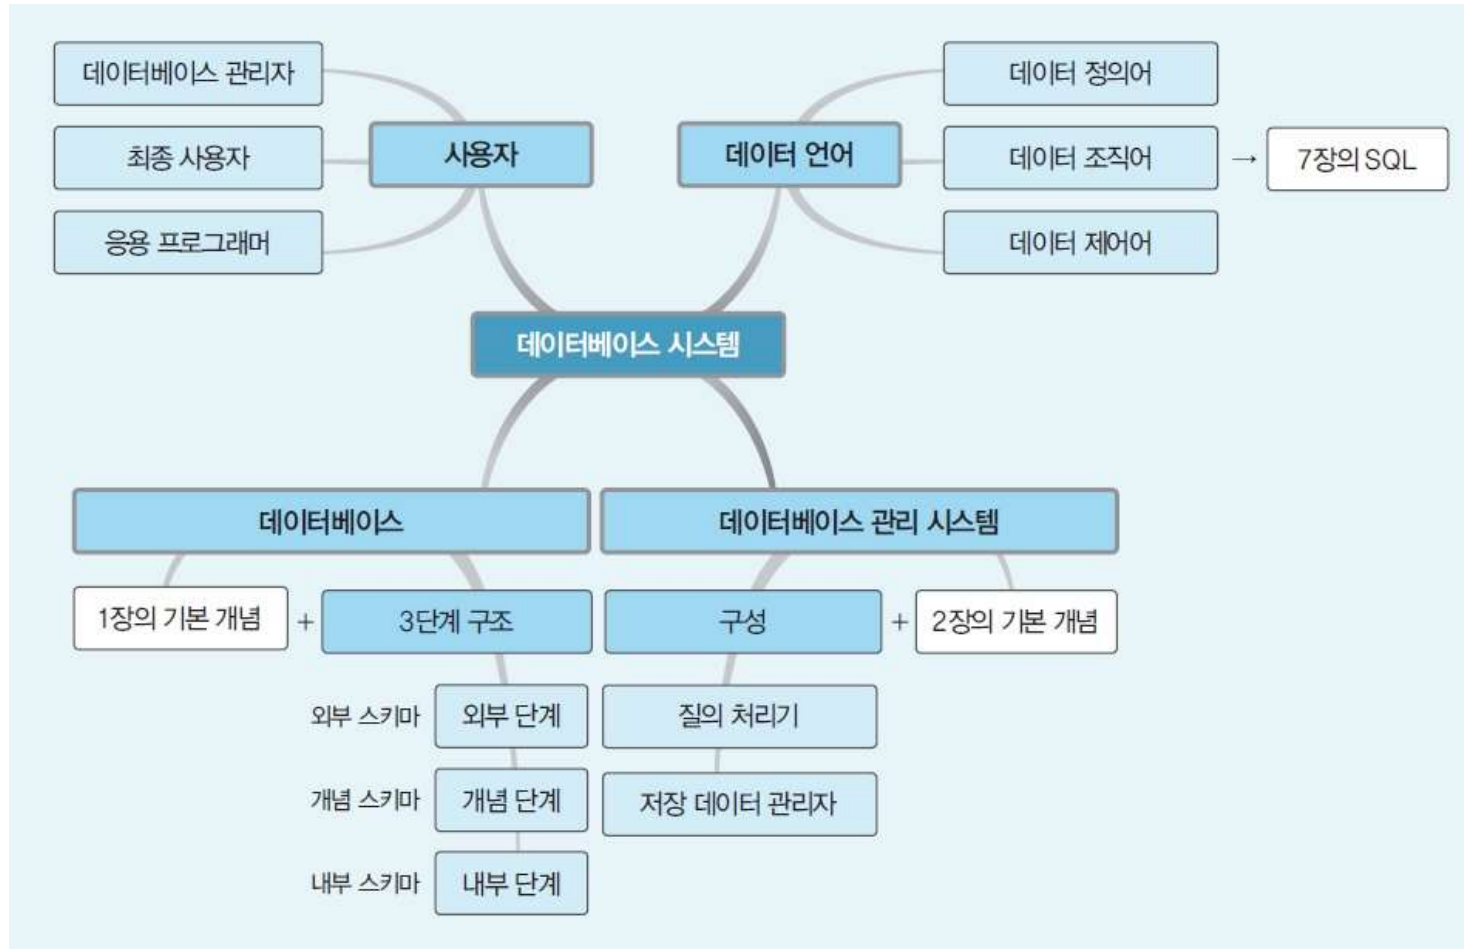 데이터베이스 관리자
최종 사용자
응용 프로그래머
사용자
데이터 언어
데이터 정의어
데이터 조직어
→ 7장의 SQL
데이터 제어어
데이터베이스 시스템
데이터베이스
데이터베이스 관리 시스템
1장의 기본 개념 + 3단계 구조
구성 + 2장의 기본 개념
외부 스키마 외부 단계
개념 스키마 개념 단계
내부 스키마 내부 단계
질의 처리기
저장 데이터 관리자